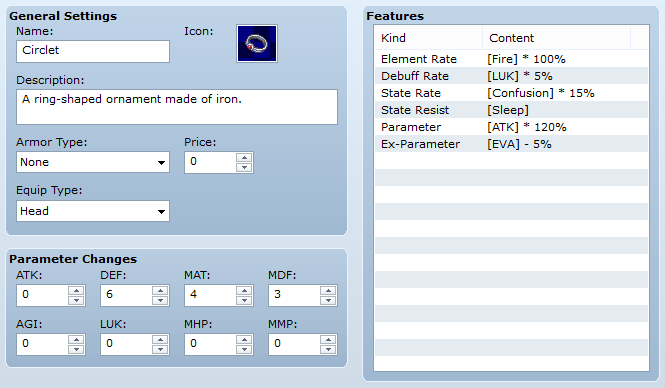 General Settings
Name: Icon:
Circlet
Description:
A ring-shaped ornament made of iron.
Armor Type: Price:
None 0
Equip Type:
Head
Parameter Changes
ATK: DEF: MAT: MDF:
0 6 4 3
AGI: LUK: MHP: MMP:
0 0 0 0
Features
Kind Content
Element Rate [Fire] * 100%
Debuff Rate [LUK] * 5%
State Rate [Confusion] * 15%
State Resist [Sleep]
Parameter [ATK] * 120%
Ex-Parameter [EVA] - 5%